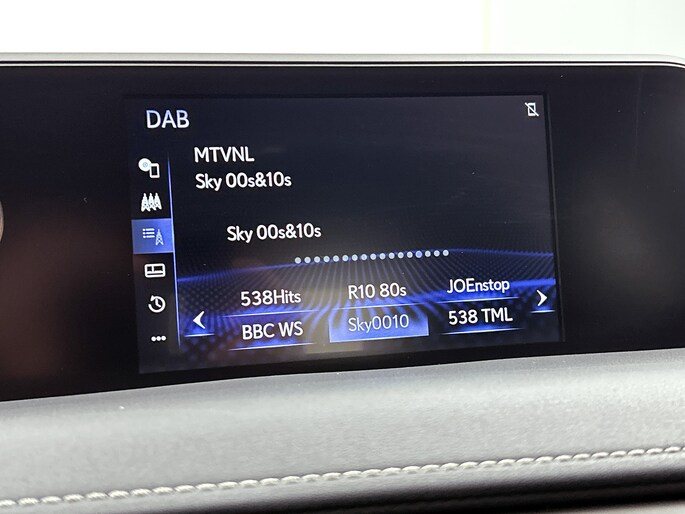 DAB
MTVNL
Sky 00s&10s
Sky 00s&10s
538Hits R10 80s JOEnstop
BBC WS Sky0010 538 TML